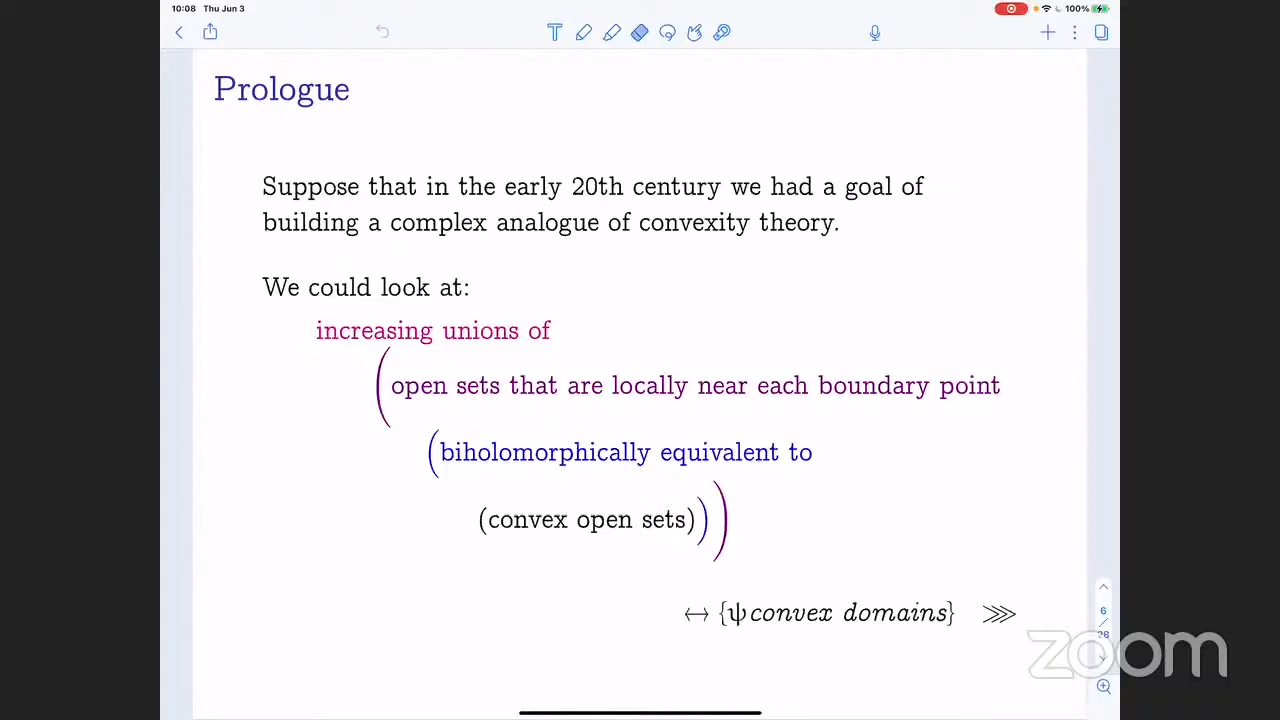 10:08 Thu Jun 3
100%
Prologue
Suppose that in the early 20th century we had a goal of
building a complex analogue of convexity theory.
We could look at:
increasing unions of
(open sets that are locally near each boundary point
(biholomorphically equivalent to
(convex open sets)))
↔ {ψconvex domains} ⋙
6
/
28
zoom